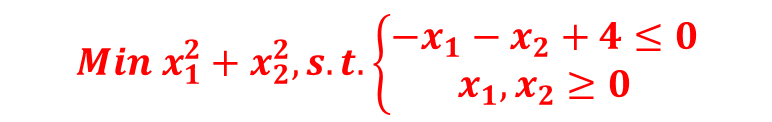 Min x₁² + x₂², s. t. { −x₁ − x₂ + 4 ≤ 0
x₁, x₂ ≥ 0